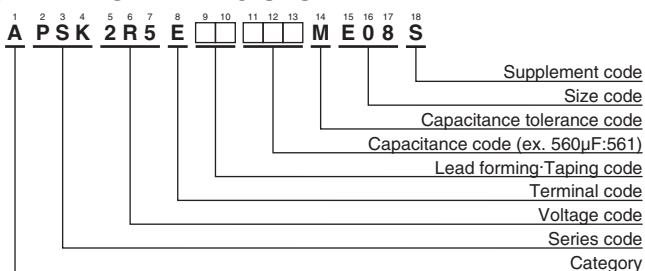 1 2 3 4 5 6 7 8 9 10 11 12 13 14 15 16 17 18
A P S K 2 R 5 E □□ □□□ M E 0 8 S
Supplement code
Size code
Capacitance tolerance code
Capacitance code (ex. 560µF:561)
Lead forming·Taping code
Terminal code
Voltage code
Series code
Category